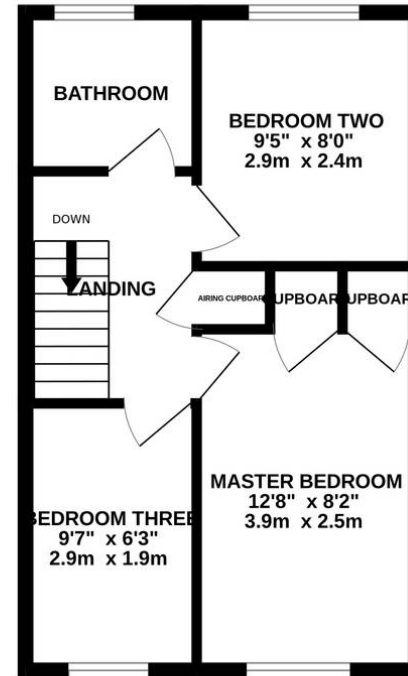 BATHROOM
BEDROOM TWO
9'5" x 8'0"
2.9m x 2.4m
DOWN
LANDING
AIRING CUPBOARD
UPBOAR
UPBOAR
MASTER BEDROOM
12'8" x 8'2"
3.9m x 2.5m
BEDROOM THREE
9'7" x 6'3"
2.9m x 1.9m